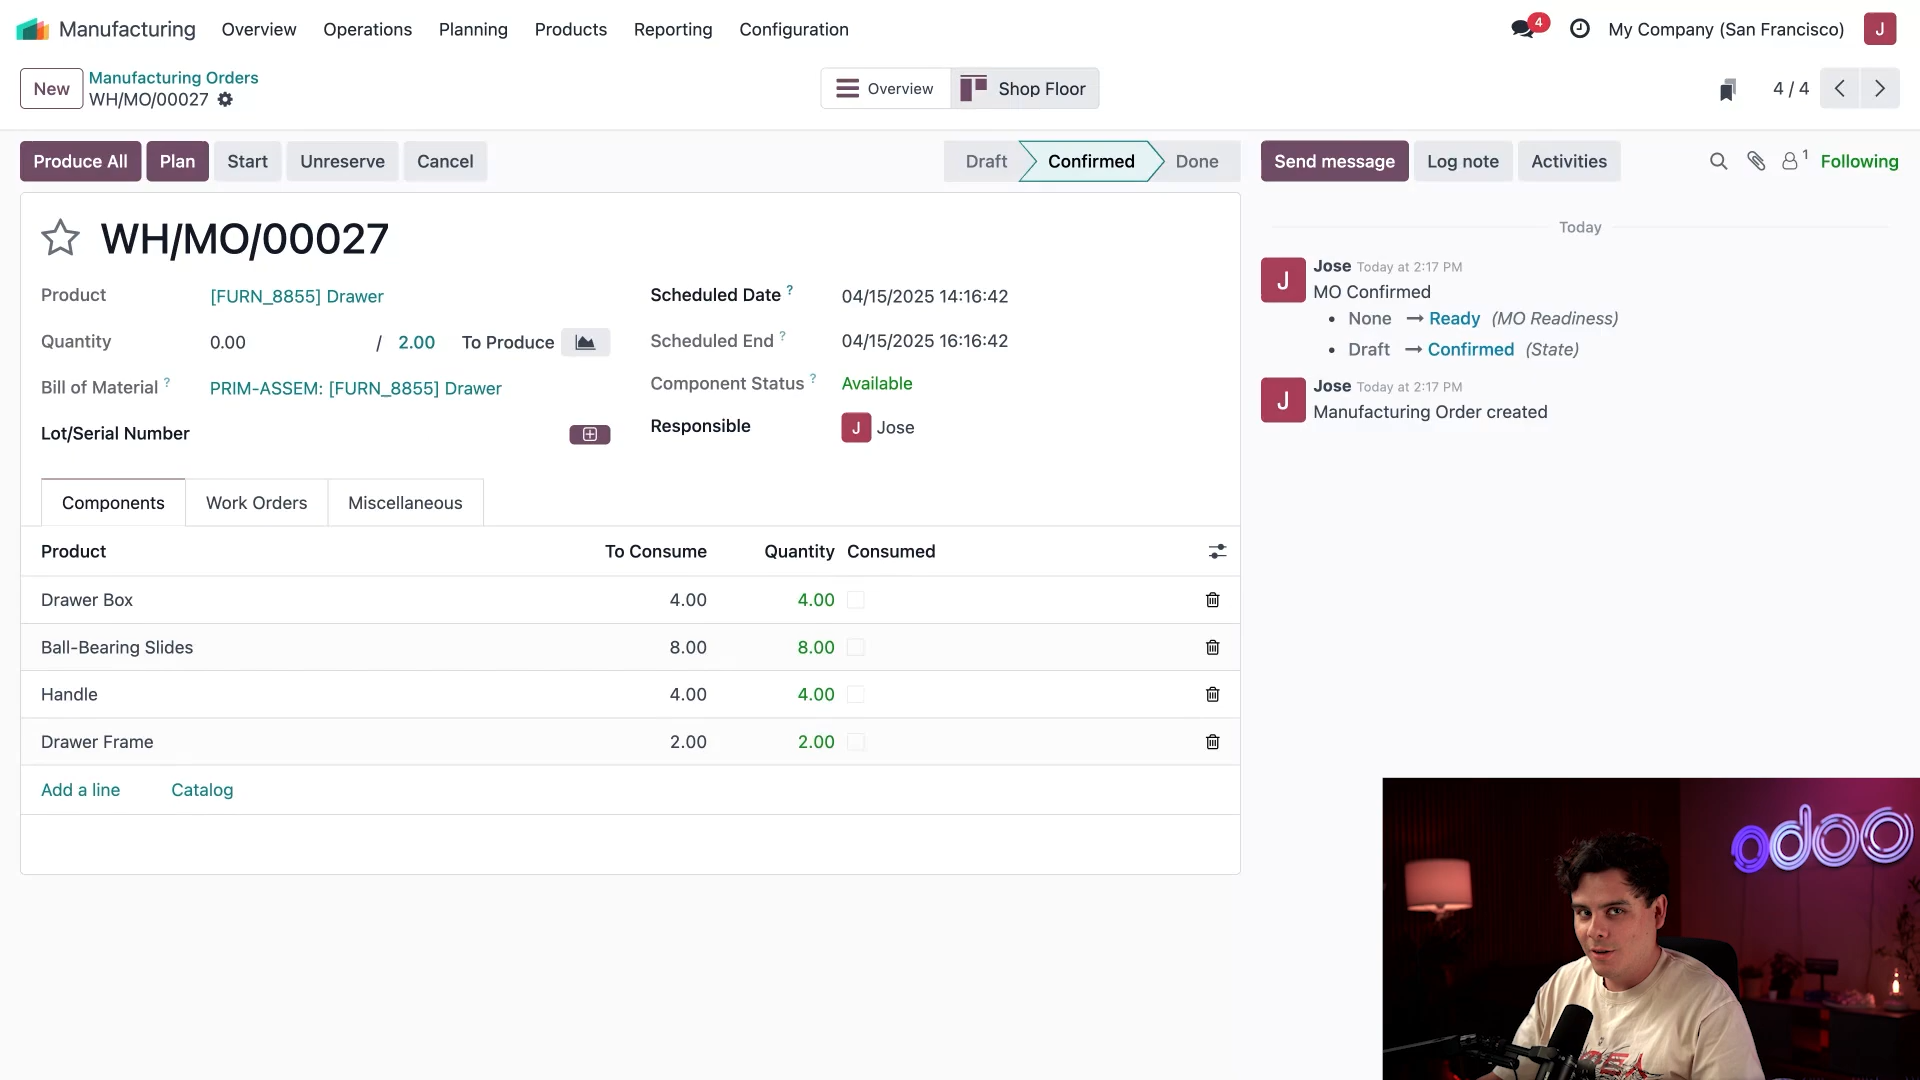 Manufacturing Overview Operations Planning Products Reporting Configuration 4 My Company (San Francisco) J
New Manufacturing Orders Overview Shop Floor 4 / 4
WH/MO/00027
Produce All Plan Start Unreserve Cancel Draft Confirmed Done Send message Log note Activities 1 Following
WH/MO/00027
Product [FURN_8855] Drawer
Quantity 0.00 / 2.00 To Produce
Bill of Material ? PRIM-ASSEM: [FURN_8855] Drawer
Lot/Serial Number
Scheduled Date ? 04/15/2025 14:16:42
Scheduled End ? 04/15/2025 16:16:42
Component Status ? Available
Responsible J Jose
Components Work Orders Miscellaneous
Product To Consume Quantity Consumed
Drawer Box 4.00 4.00
Ball-Bearing Slides 8.00 8.00
Handle 4.00 4.00
Drawer Frame 2.00 2.00
Add a line Catalog
Today
J Jose Today at 2:17 PM
MO Confirmed
• None → Ready (MO Readiness)
• Draft → Confirmed (State)
J Jose Today at 2:17 PM
Manufacturing Order created
odoo